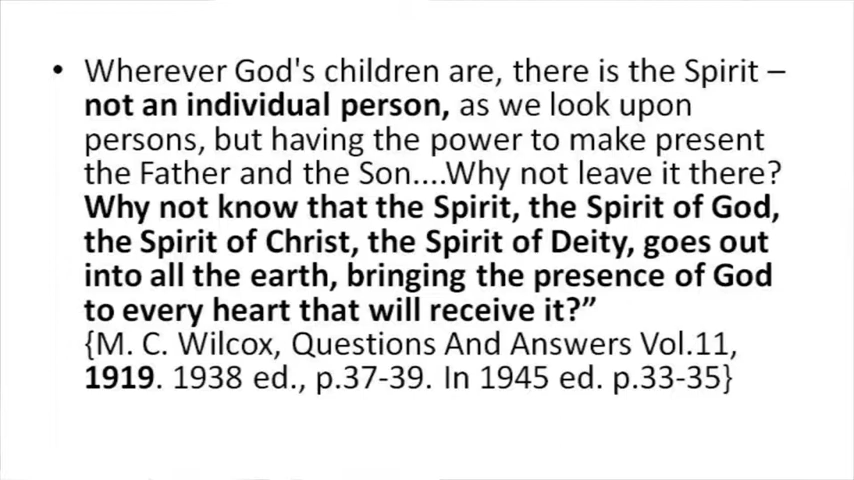 • Wherever God's children are, there is the Spirit –
not an individual person, as we look upon
persons, but having the power to make present
the Father and the Son....Why not leave it there?
Why not know that the Spirit, the Spirit of God,
the Spirit of Christ, the Spirit of Deity, goes out
into all the earth, bringing the presence of God
to every heart that will receive it?”
{M. C. Wilcox, Questions And Answers Vol.11,
1919. 1938 ed., p.37-39. In 1945 ed. p.33-35}